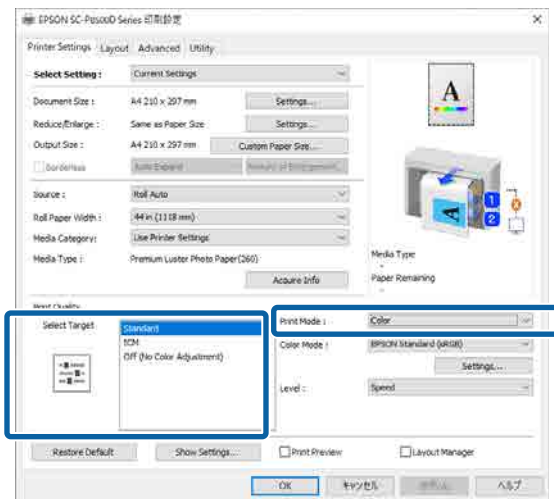 EPSON SC-P8500D Series 印刷設定
Printer Settings Layout Advanced Utility
Select Setting : Current Settings
Document Size : A4 210 x 297 mm Settings...
Reduce/Enlarge : Same as Paper Size Settings...
Output Size : A4 210 x 297 mm Custom Paper Size...
Borderless Auto Expand Amount of Enlargement...
Source : Roll Auto
Roll Paper Width : 44 in (1118 mm)
Media Category: Use Printer Settings
Media Type : Premium Luster Photo Paper(260)
Acquire Info
A
A
1
2
Media Type
-
Paper Remaining
-
Print Quality
Select Target
Standard
ICM
Off (No Color Adjustment)
Print Mode : Color
Color Mode : EPSON Standard (sRGB)
Settings...
Level : Speed
Restore Default Show Settings... Print Preview Layout Manager
OK キャンセル ヘルプ